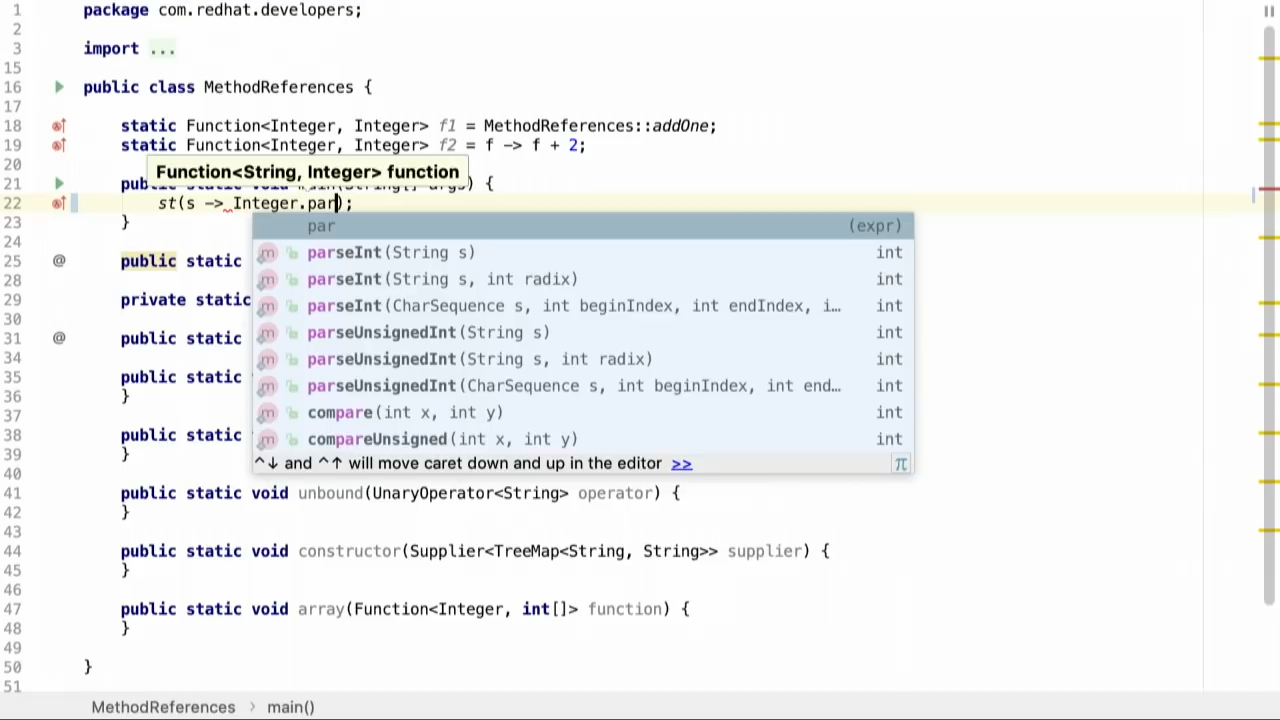 1 package com.redhat.developers;
2
3 import ...
15
16 public class MethodReferences {
17
18 static Function<Integer, Integer> f1 = MethodReferences::addOne;
19 static Function<Integer, Integer> f2 = f -> f + 2;
20
Function<String, Integer> function
21 public static void main(String[] args) {
22 st(s -> Integer.par);
23 }
par (expr)
24
parseInt(String s) int
25 @ public static
parseInt(String s, int radix) int
28
29 private static
parseInt(CharSequence s, int beginIndex, int endIndex, i… int
30
parseUnsignedInt(String s) int
31 @ public static
34
parseUnsignedInt(String s, int radix) int
35 public static
parseUnsignedInt(CharSequence s, int beginIndex, int end… int
36 }
37
compare(int x, int y) int
38 public static
compareUnsigned(int x, int y) int
39 }
^↓ and ^↑ will move caret down and up in the editor >> π
40
41 public static void unbound(UnaryOperator<String> operator) {
42 }
43
44 public static void constructor(Supplier<TreeMap<String, String>> supplier) {
45 }
46
47 public static void array(Function<Integer, int[]> function) {
48 }
49
50 }
51
MethodReferences > main()